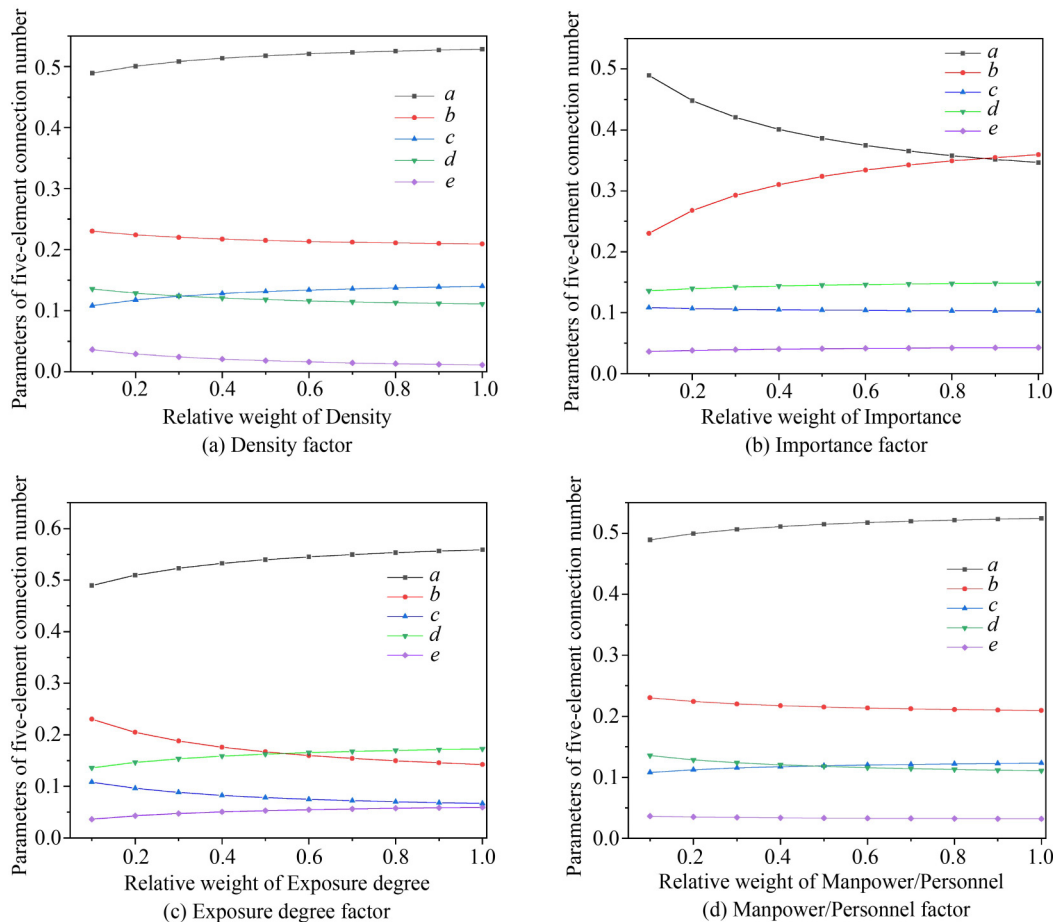 Parameters of five-element connection number
0.5
0.4
0.3
0.2
0.1
0.0
a
b
c
d
e
0.2 0.4 0.6 0.8 1.0
Relative weight of Density
(a) Density factor
Parameters of five-element connection number
0.5
0.4
0.3
0.2
0.1
0.0
a
b
c
d
e
0.2 0.4 0.6 0.8 1.0
Relative weight of Importance
(b) Importance factor
Parameters of five-element connection number
0.6
0.5
0.4
0.3
0.2
0.1
0.0
a
b
c
d
e
0.2 0.4 0.6 0.8 1.0
Relative weight of Exposure degree
(c) Exposure degree factor
Parameters of five-element connection number
0.5
0.4
0.3
0.2
0.1
0.0
a
b
c
d
e
0.2 0.4 0.6 0.8 1.0
Relative weight of Manpower/Personnel
(d) Manpower/Personnel factor